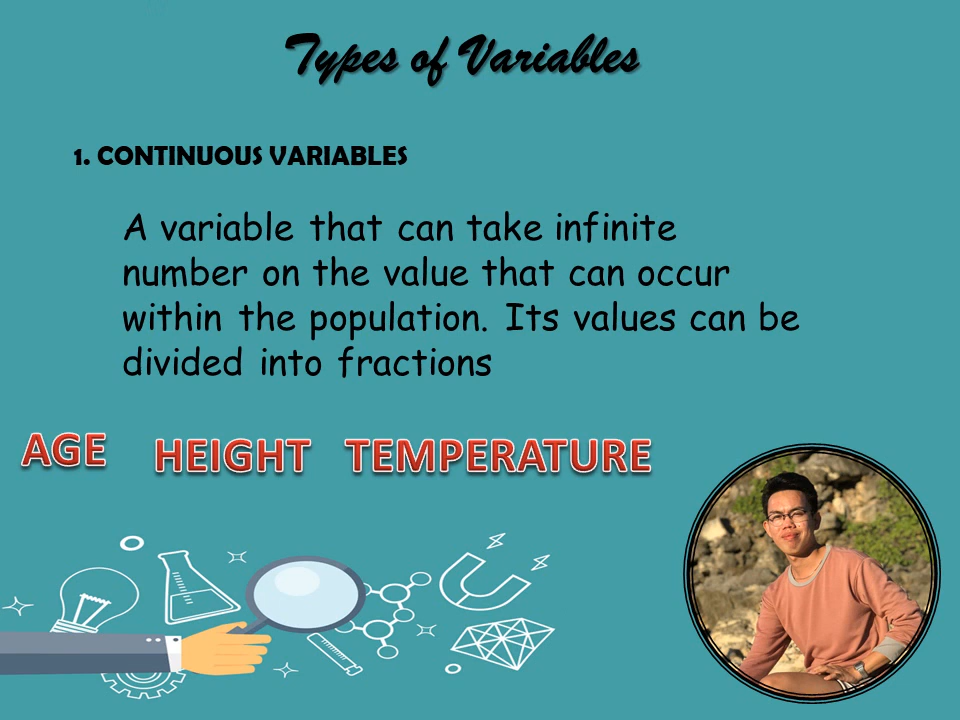 Types of Variables
1. CONTINUOUS VARIABLES
A variable that can take infinite
number on the value that can occur
within the population. Its values can be
divided into fractions
AGE HEIGHT TEMPERATURE